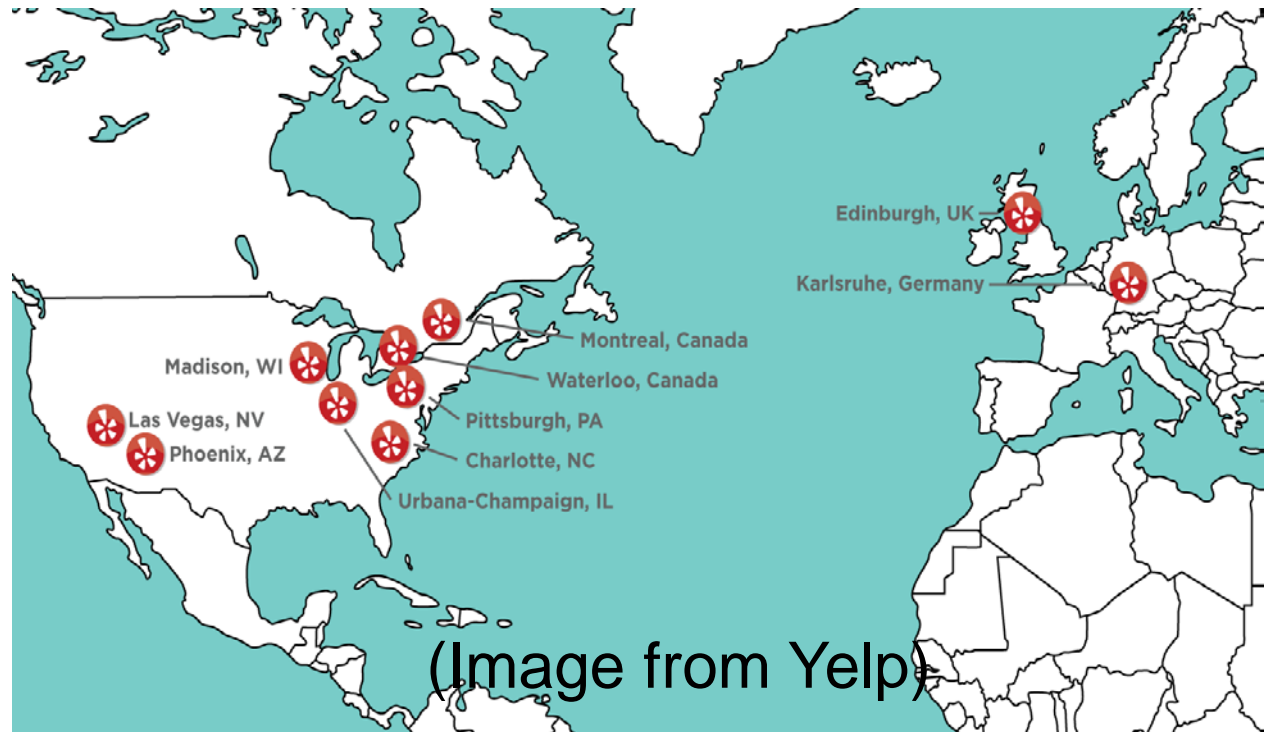 Edinburgh, UK
Karlsruhe, Germany
Montreal, Canada
Madison, WI
Waterloo, Canada
Las Vegas, NV
Pittsburgh, PA
Phoenix, AZ
Charlotte, NC
Urbana-Champaign, IL
(Image from Yelp)